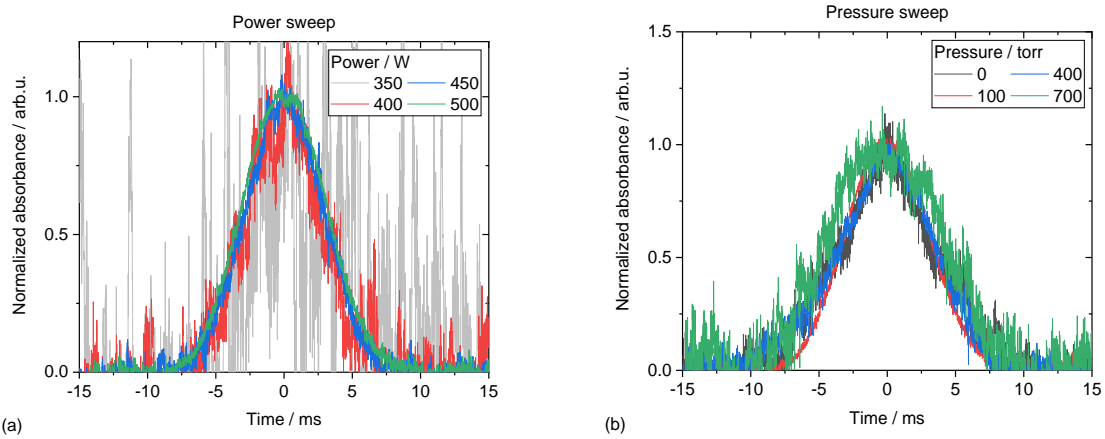 Power sweep
Normalized absorbance / arb.u.
1.0
0.5
0.0
Power / W
350 450
400 500
-15 -10 -5 0 5 10 15
Time / ms
(a)
Pressure sweep
Normalized absorbance / arb.u.
1.5
1.0
0.5
0.0
Pressure / torr
0 400
100 700
-15 -10 -5 0 5 10 15
Time / ms
(b)